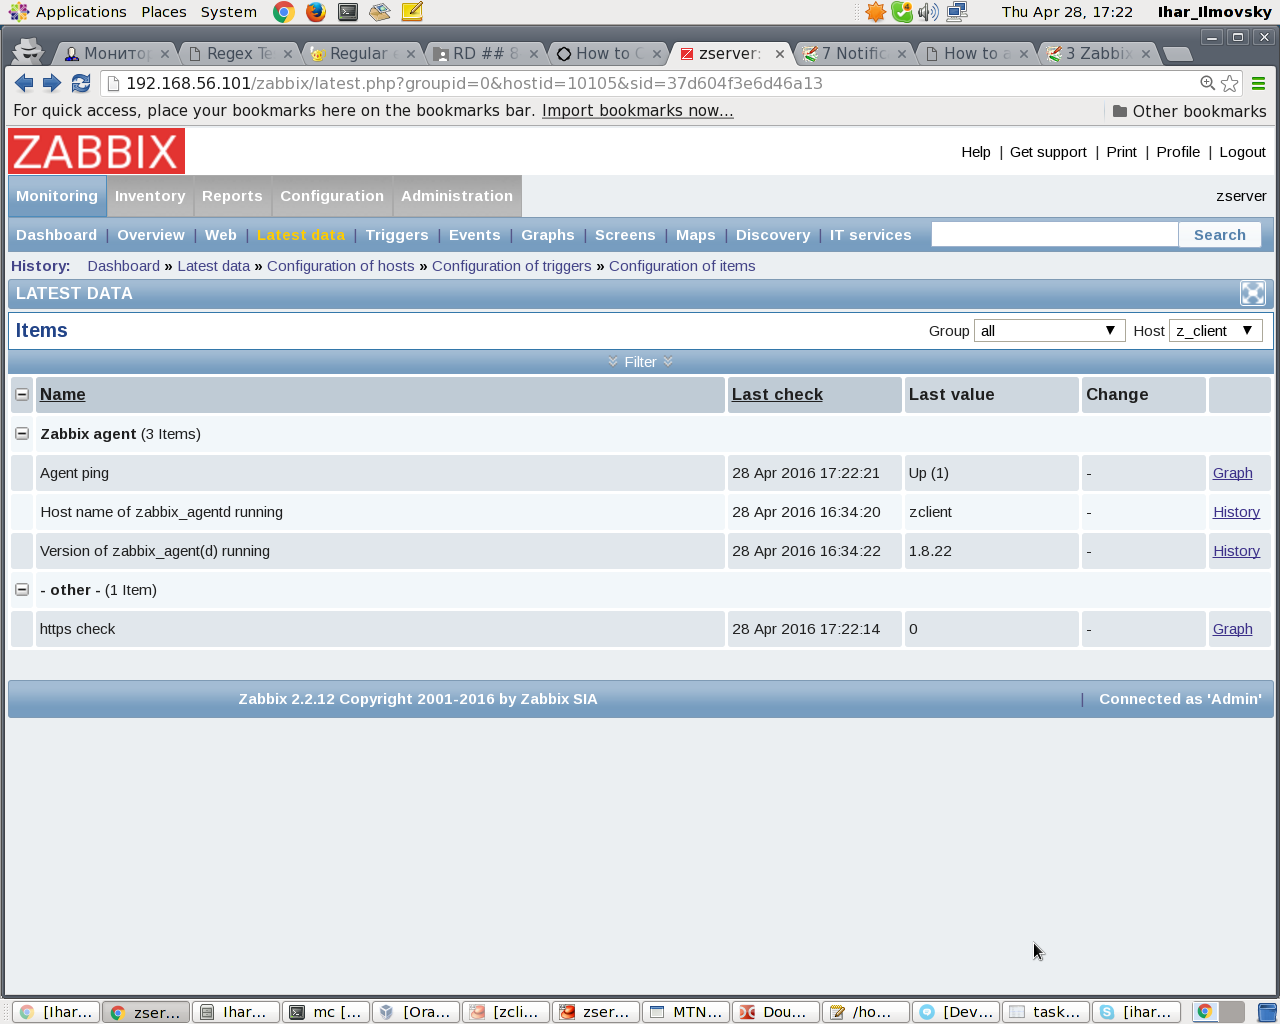 Applications Places System Thu Apr 28, 17:22 Ihar_Ilmovsky
Монито Regex Te Regular e RD ## 8 How to C zserver: 7 Notific How to a 3 Zabbix
192.168.56.101/zabbix/latest.php?groupid=0&hostid=10105&sid=37d604f3e6d46a13
For quick access, place your bookmarks here on the bookmarks bar. Import bookmarks now... Other bookmarks
ZABBIX
Help | Get support | Print | Profile | Logout
Monitoring Inventory Reports Configuration Administration zserver
Dashboard | Overview | Web | Latest data | Triggers | Events | Graphs | Screens | Maps | Discovery | IT services Search
History: Dashboard » Latest data » Configuration of hosts » Configuration of triggers » Configuration of items
LATEST DATA
Items Group all Host z_client
Filter
Name Last check Last value Change
Zabbix agent (3 Items)
Agent ping 28 Apr 2016 17:22:21 Up (1) - Graph
Host name of zabbix_agentd running 28 Apr 2016 16:34:20 zclient - History
Version of zabbix_agent(d) running 28 Apr 2016 16:34:22 1.8.22 - History
- other - (1 Item)
https check 28 Apr 2016 17:22:14 0 - Graph
Zabbix 2.2.12 Copyright 2001-2016 by Zabbix SIA | Connected as 'Admin'
[Ihar... zser... Ihar... mc [... [Ora... [zcli... zser... MTN... Dou... /ho... [Dev... task... [ihar...